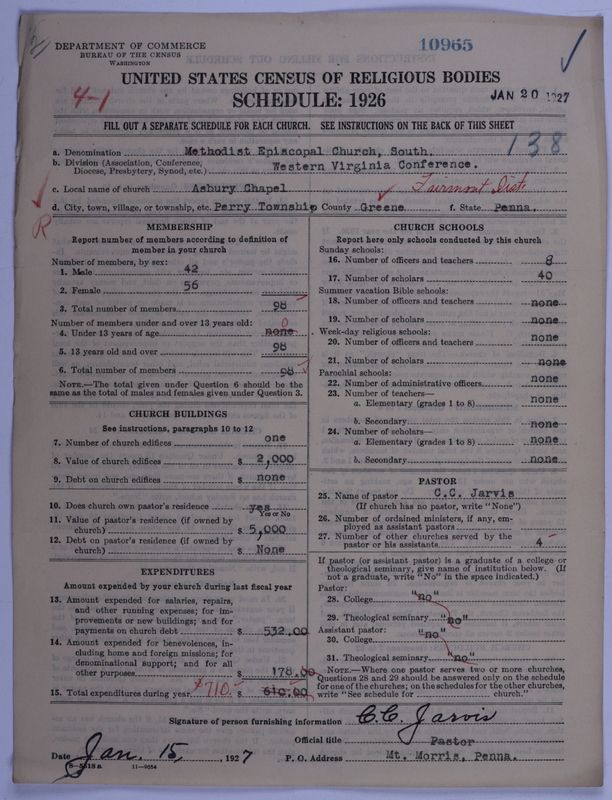 DEPARTMENT OF COMMERCE
BUREAU OF THE CENSUS
WASHINGTON
10965
UNITED STATES CENSUS OF RELIGIOUS BODIES
4-1
SCHEDULE: 1926
JAN 20 1927
FILL OUT A SEPARATE SCHEDULE FOR EACH CHURCH. SEE INSTRUCTIONS ON THE BACK OF THIS SHEET
138
a. Denomination Methodist Episcopal Church, South.
b. Division (Association, Conference, Diocese, Presbytery, Synod, etc.) Western Virginia Conference.
c. Local name of church Asbury Chapel Fairmont Dist.
d. City, town, village, or township, etc. Perry Township County Greene f. State Penna.
R
MEMBERSHIP
Report number of members according to definition of
member in your church
Number of members, by sex:
1. Male 42
2. Female 56
3. Total number of members 98
Number of members under and over 13 years old: 0
4. Under 13 years of age none
5. 13 years old and over 98
6. Total number of members 98
NOTE.—The total given under Question 6 should be the
same as the total of males and females given under Question 3.
CHURCH BUILDINGS
See instructions, paragraphs 10 to 12
7. Number of church edifices one
8. Value of church edifices $ 2,000
9. Debt on church edifices $ none
10. Does church own pastor's residence yes
Yes or No
11. Value of pastor's residence (if owned by
church) $ 5,000
12. Debt on pastor's residence (if owned by
church) $ None
EXPENDITURES
Amount expended by your church during last fiscal year
13. Amount expended for salaries, repairs,
and other running expenses; for im-
provements or new buildings; and for
payments on church debt $ 532.00
14. Amount expended for benevolences, in-
cluding home and foreign missions; for
denominational support; and for all
other purposes $ 178.00
15. Total expenditures during year $710. $ 610.00
CHURCH SCHOOLS
Report here only schools conducted by this church
Sunday schools:
16. Number of officers and teachers 8
17. Number of scholars 40
Summer vacation Bible schools:
18. Number of officers and teachers none
19. Number of scholars none
Week-day religious schools:
20. Number of officers and teachers none
21. Number of scholars none
Parochial schools:
22. Number of administrative officers none
23. Number of teachers—
a. Elementary (grades 1 to 8) none
b. Secondary none
24. Number of scholars—
a. Elementary (grades 1 to 8) none
b. Secondary none
PASTOR
25. Name of pastor C.C. Jarvis
(If church has no pastor, write "None")
26. Number of ordained ministers, if any, em-
ployed as assistant pastors
27. Number of other churches served by the
pastor or his assistants 4
If pastor (or assistant pastor) is a graduate of a college or
theological seminary, give name of institution below. (If
not a graduate, write "No" in the space indicated.)
Pastor:
28. College "no"
29. Theological seminary "no"
Assistant pastor:
30. College "no"
31. Theological seminary "no"
NOTE.—Where one pastor serves two or more churches,
Questions 28 and 29 should be answered only on the schedule
for one of the churches; on the schedules for the other churches,
write "See schedule for church."
Signature of person furnishing information C.C. Jarvis
Official title Pastor
Date Jan. 15, 1927 P. O. Address Mt. Morris, Penna.
8-5518a 11-9054